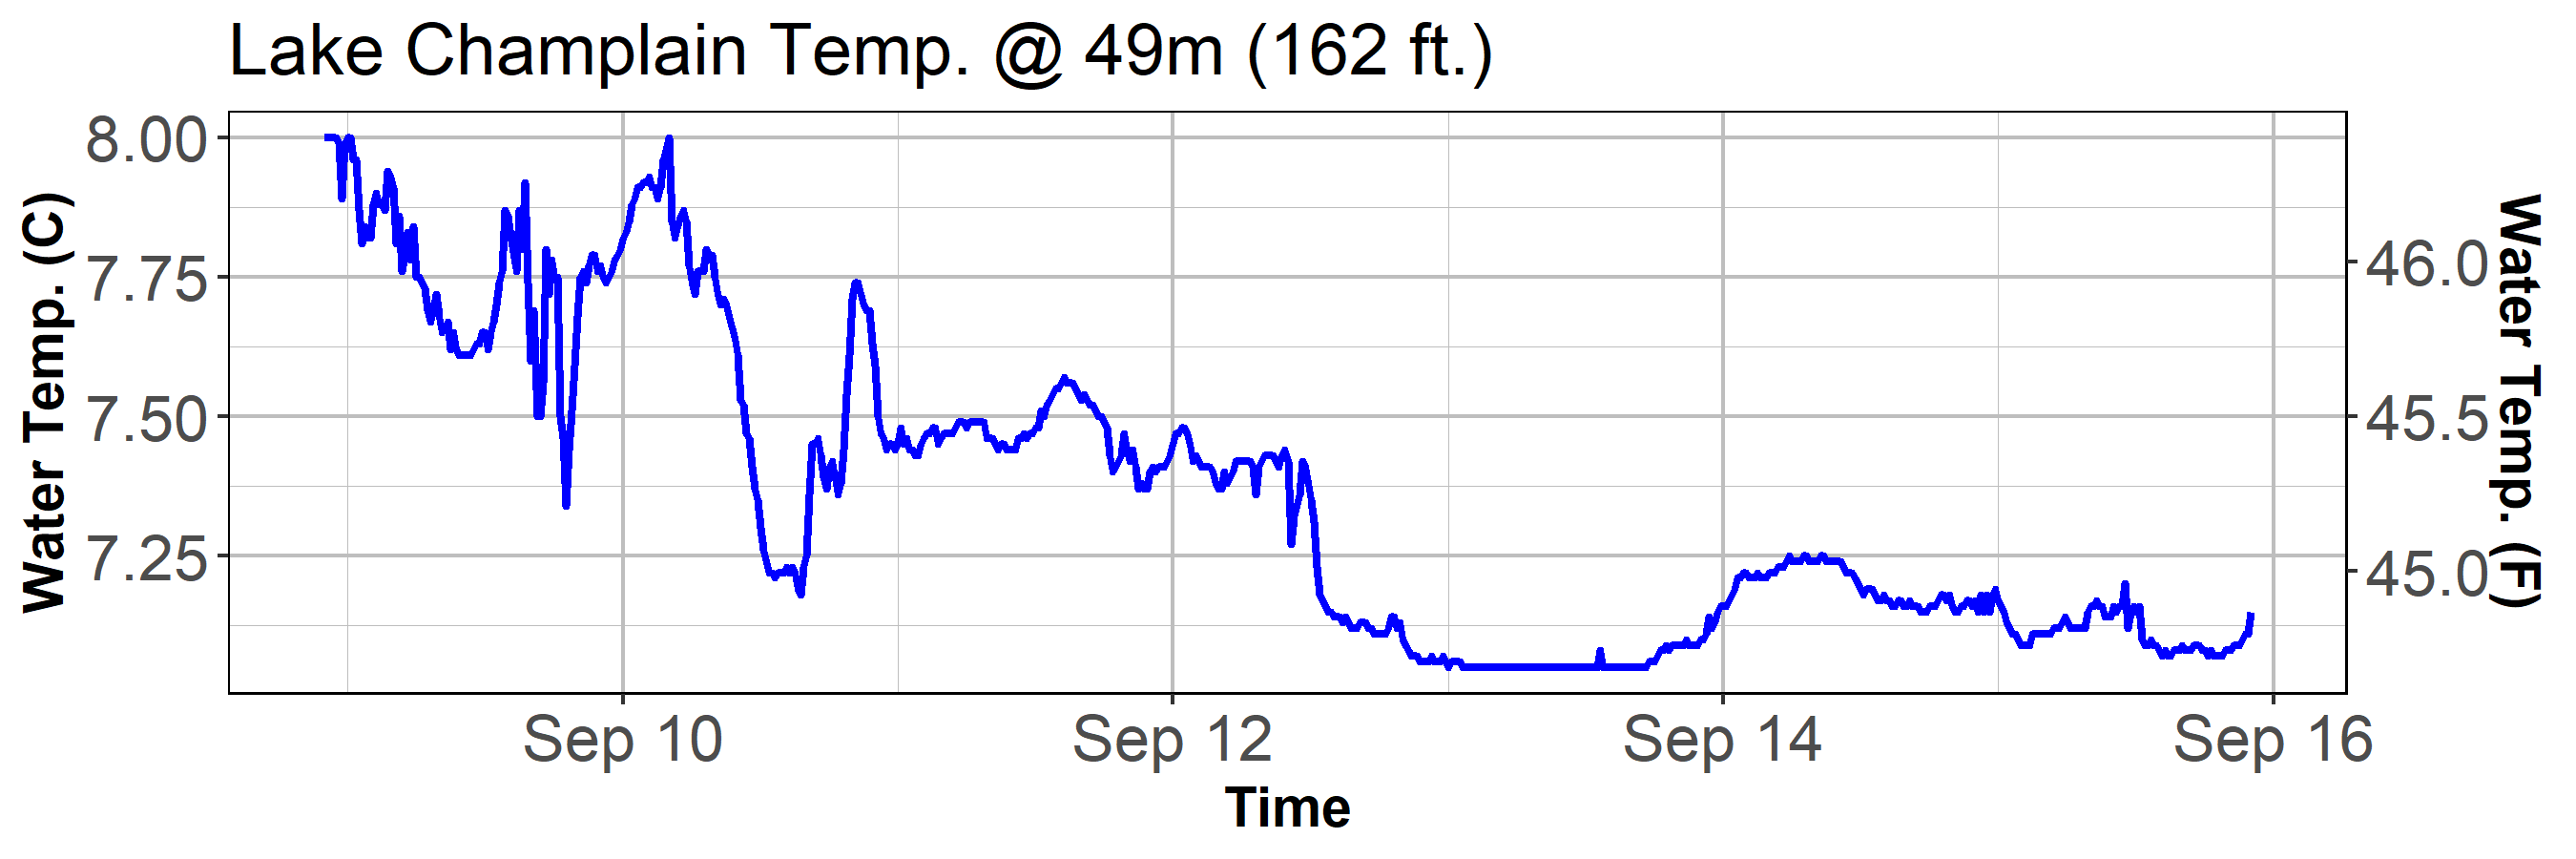 Lake Champlain Temp. @ 49m (162 ft.)
Water Temp. (C)
8.00
7.75
7.50
7.25
46.0
45.5
45.0
Water Temp. (F)
Sep 10 Sep 12 Sep 14 Sep 16
Time